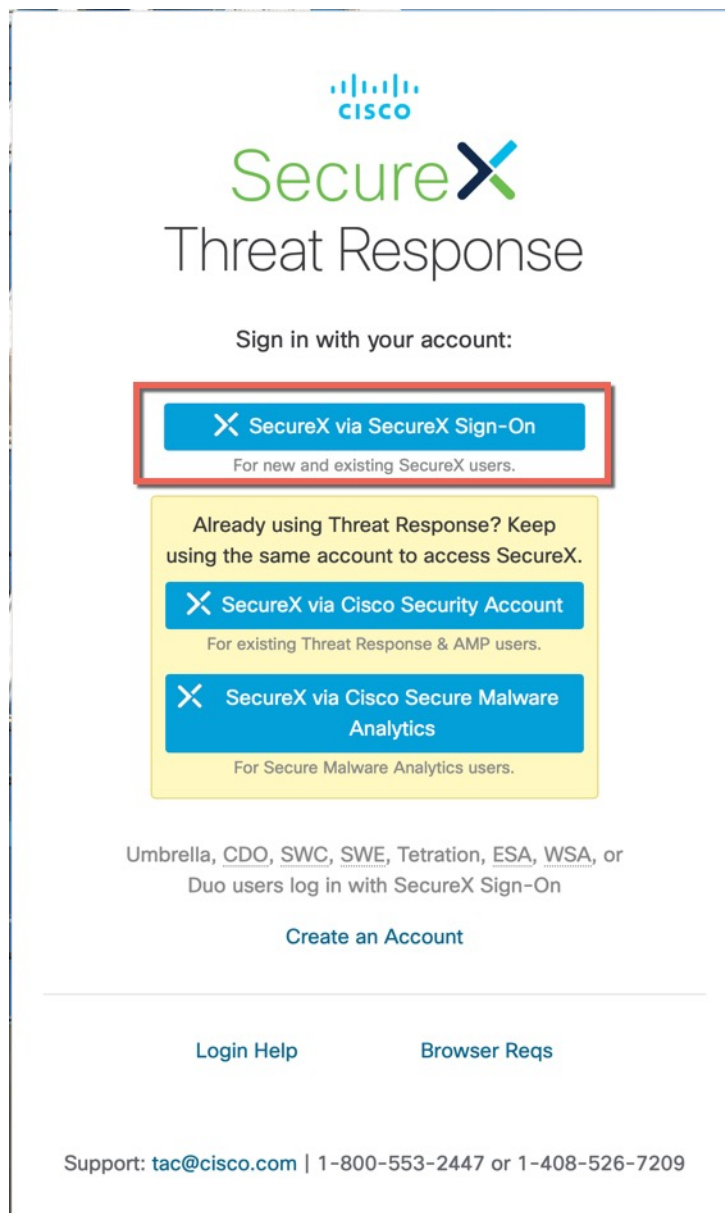 CISCO
SecureX
Threat Response
Sign in with your account:
SecureX via SecureX Sign-On
For new and existing SecureX users.
Already using Threat Response? Keep
using the same account to access SecureX.
SecureX via Cisco Security Account
For existing Threat Response & AMP users.
SecureX via Cisco Secure Malware
Analytics
For Secure Malware Analytics users.
Umbrella, CDO, SWC, SWE, Tetration, ESA, WSA, or
Duo users log in with SecureX Sign-On
Create an Account
Login Help Browser Reqs
Support: tac@cisco.com | 1-800-553-2447 or 1-408-526-7209